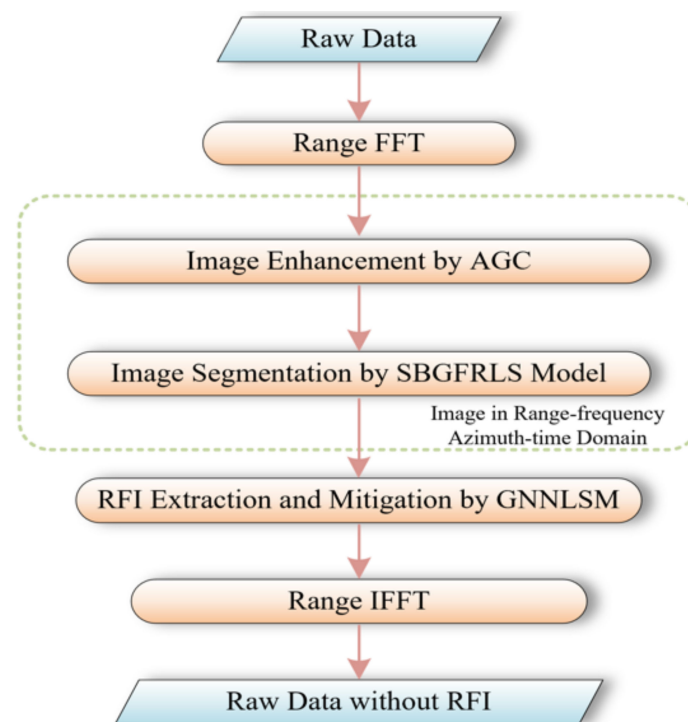 Raw Data
Range FFT
Image Enhancement by AGC
Image Segmentation by SBGFRLS Model
Image in Range-frequency
Azimuth-time Domain
RFI Extraction and Mitigation by GNNLSM
Range IFFT
Raw Data without RFI